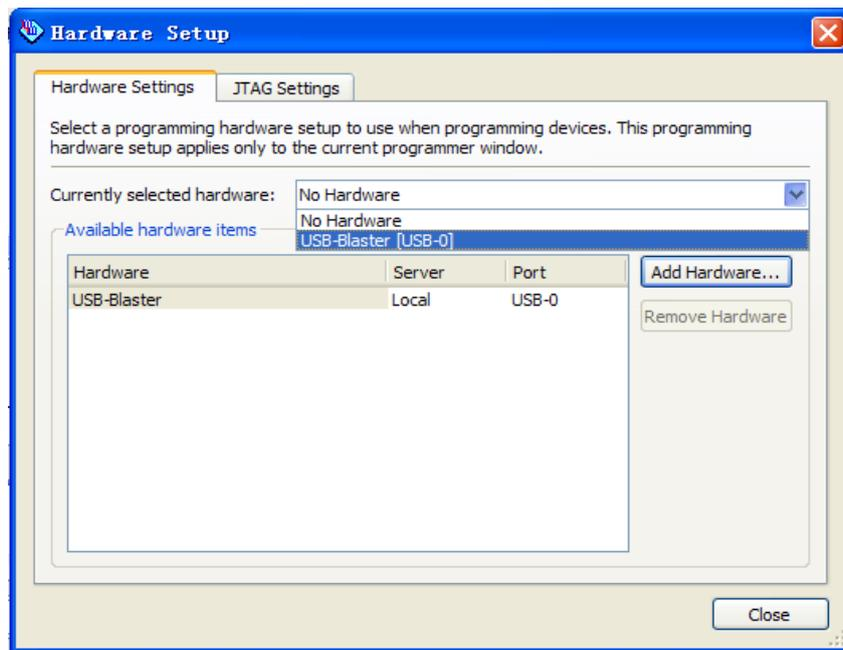 Hardware Setup
Hardware Settings JTAG Settings
Select a programming hardware setup to use when programming devices. This programming
hardware setup applies only to the current programmer window.
Currently selected hardware: No Hardware
No Hardware
USB-Blaster [USB-0]
Available hardware items
Hardware Server Port
USB-Blaster Local USB-0
Add Hardware...
Remove Hardware
Close